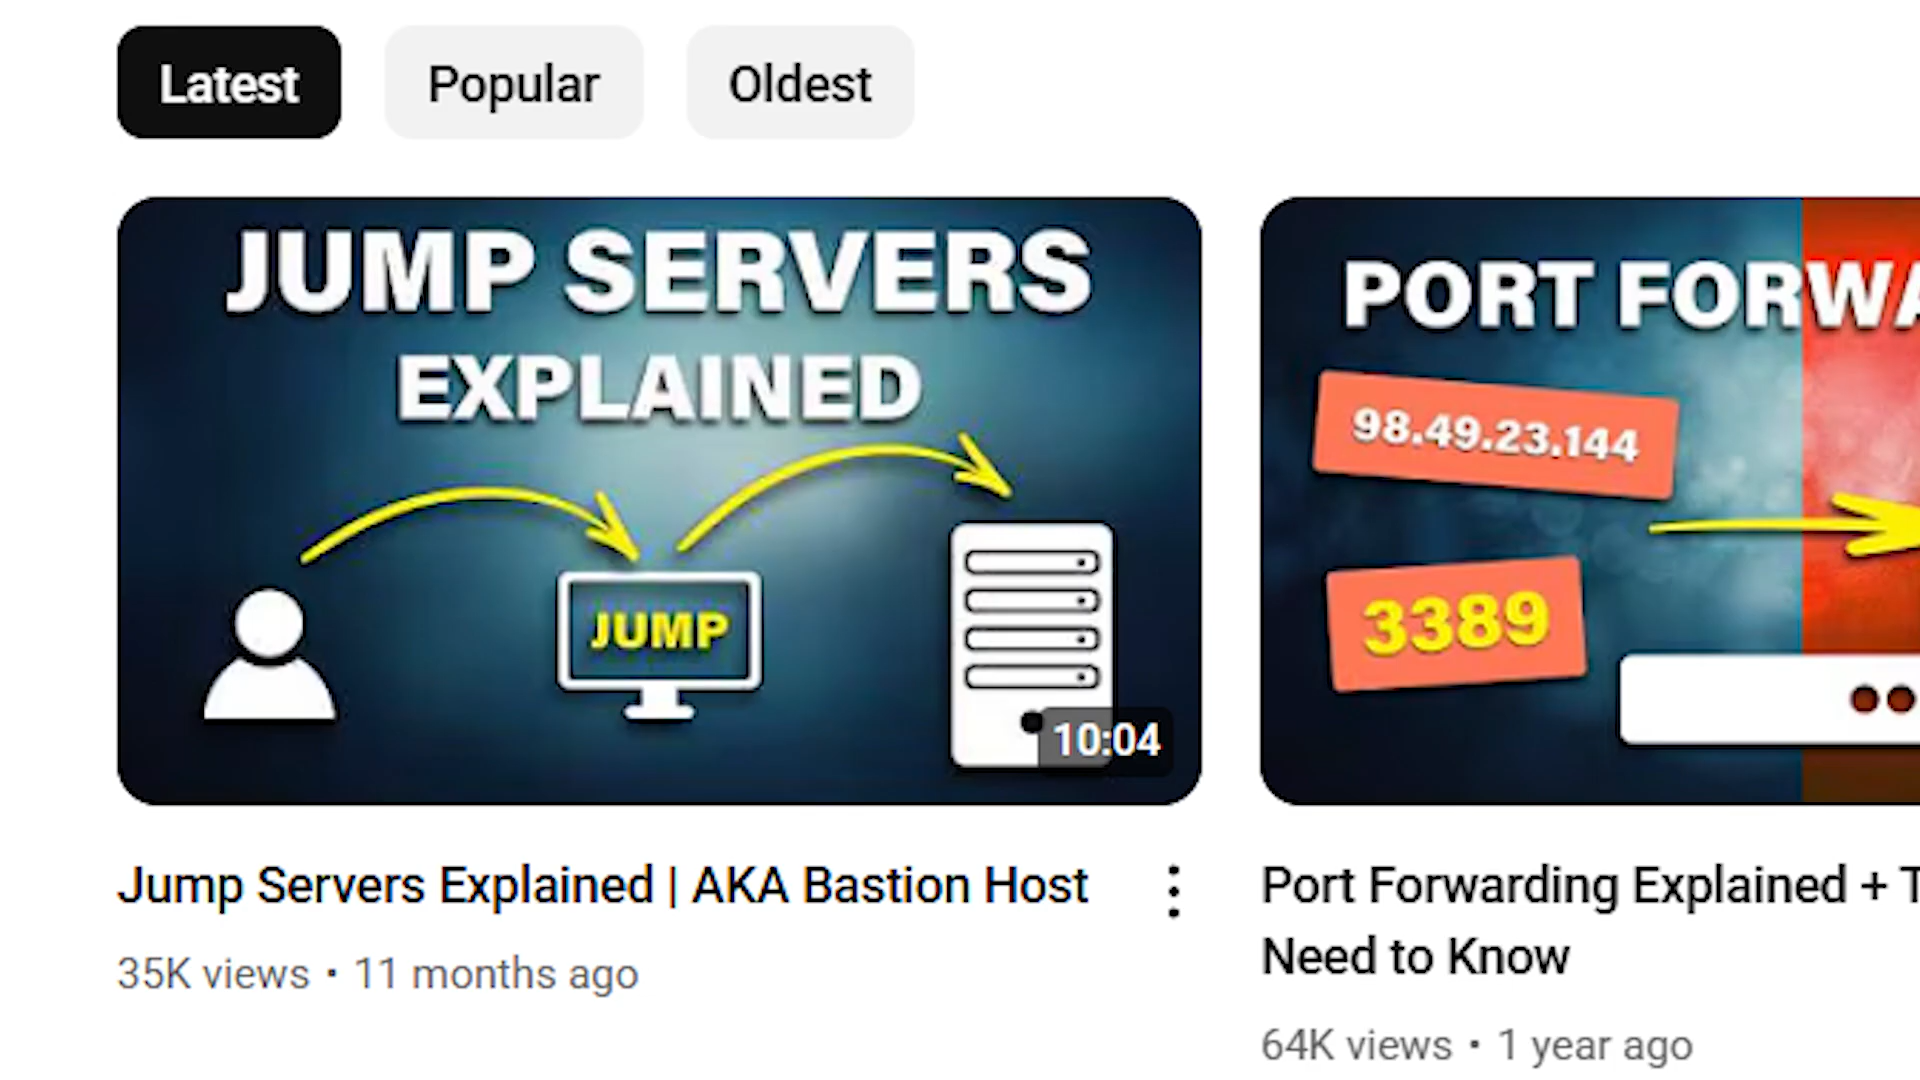 Latest
Popular
Oldest
JUMP SERVERS
EXPLAINED
JUMP
10:04
Jump Servers Explained | AKA Bastion Host
35K views • 11 months ago
PORT FORWA
98.49.23.144
3389
Port Forwarding Explained + T
Need to Know
64K views • 1 year ago